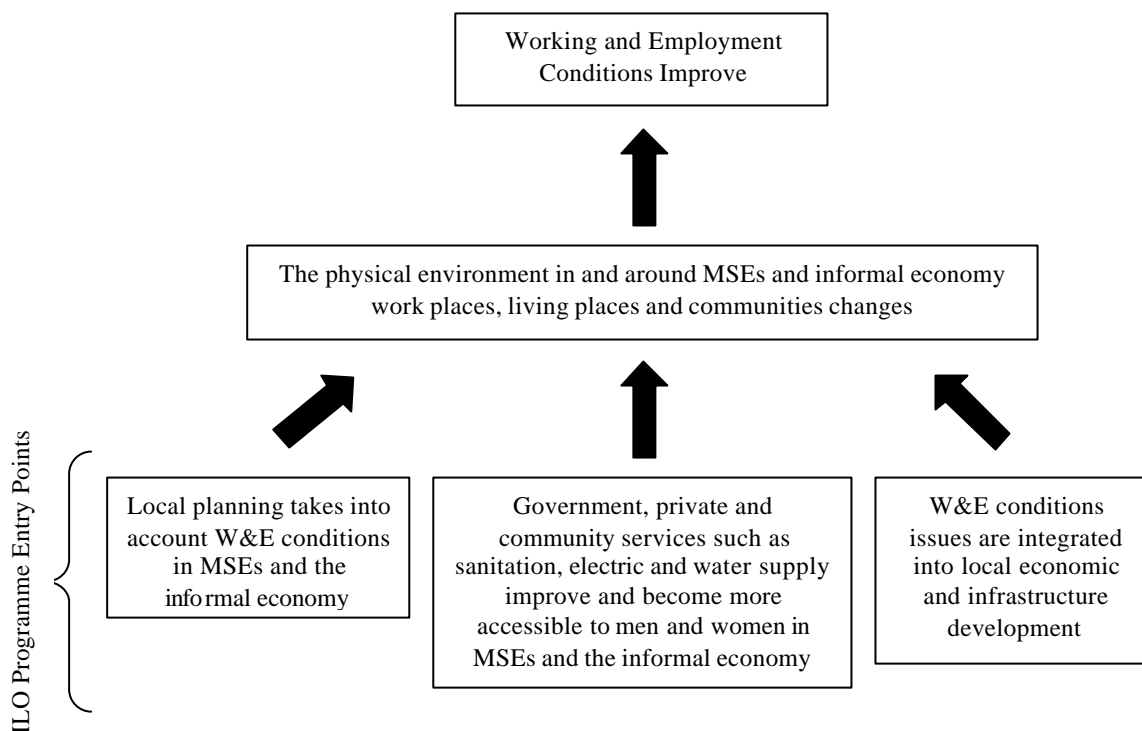 Working and Employment
Conditions Improve
The physical environment in and around MSEs and informal economy
work places, living places and communities changes
ILO Programme Entry Points
Local planning takes into
account W&E conditions
in MSEs and the
informal economy
Government, private and
community services such as
sanitation, electric and water supply
improve and become more
accessible to men and women in
MSEs and the informal economy
W&E conditions
issues are integrated
into local economic
and infrastructure
development